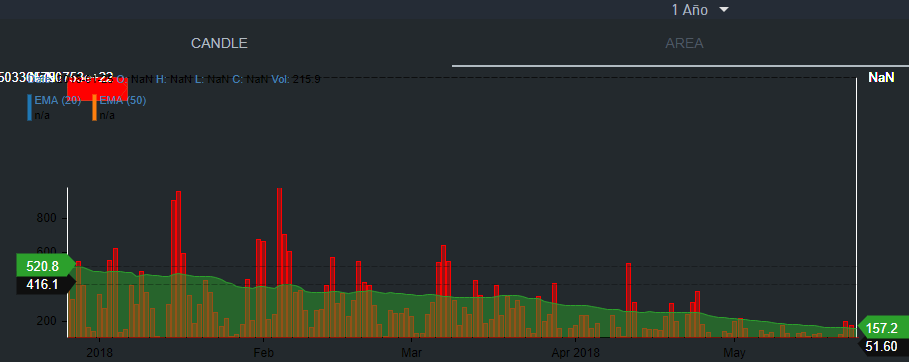 1 Año
CANDLE
AREA
O: NaN H: NaN L: NaN C: NaN Vol: 215.9
NaN
EMA (20)
n/a
EMA (50)
n/a
800
600
520.8
416.1
200
157.2
51.60
2018
Feb
Mar
Apr 2018
May